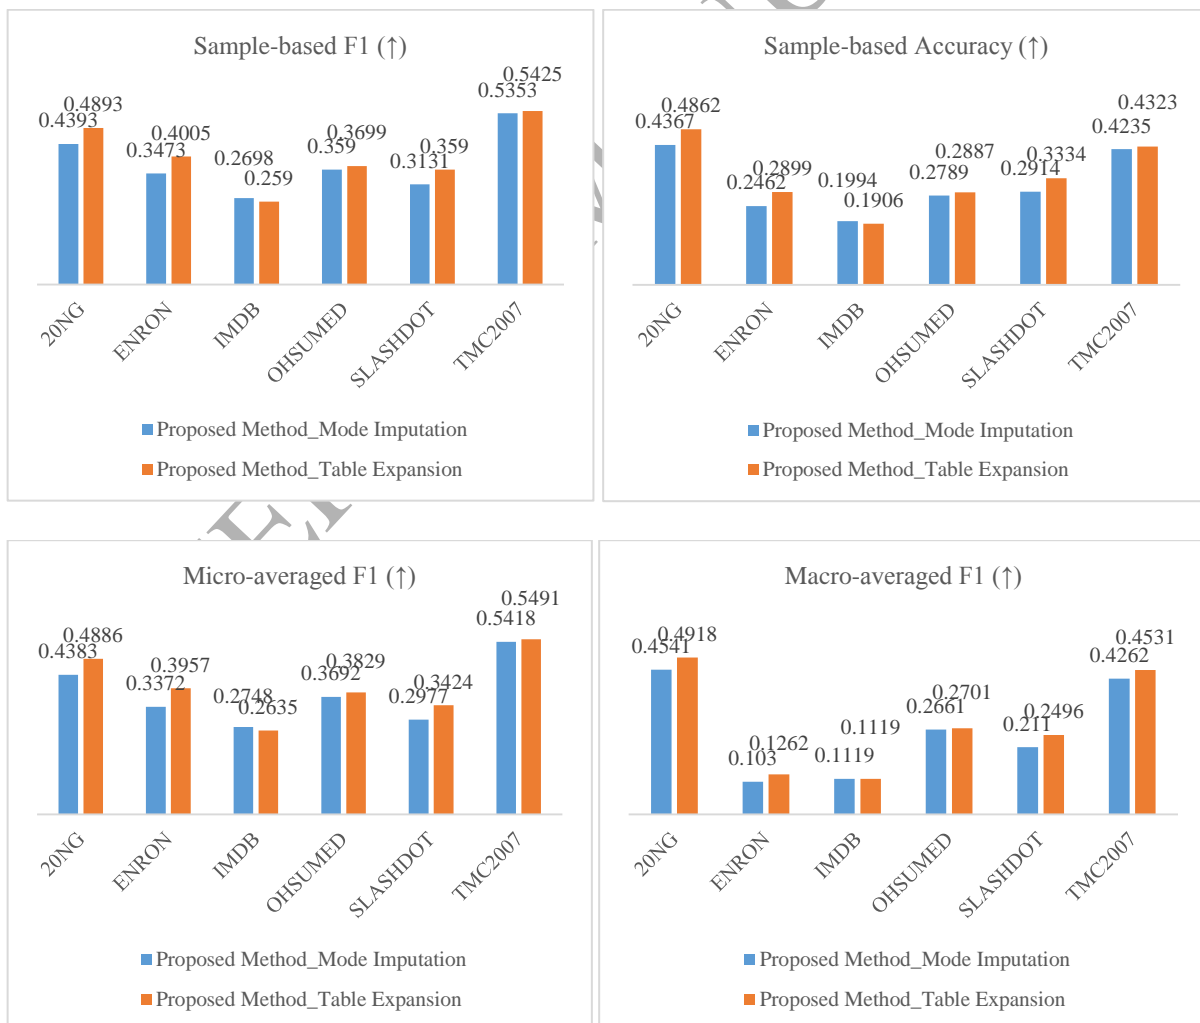 Sample-based F1 (↑)
0.4393 0.4893 0.3473 0.4005 0.2698 0.259 0.359 0.3699 0.3131 0.359 0.5353 0.5425
20NG ENRON IMDB OHSUMED SLASHDOT TMC2007
Proposed Method_Mode Imputation
Proposed Method_Table Expansion
Sample-based Accuracy (↑)
0.4367 0.4862 0.2462 0.2899 0.1994 0.1906 0.2789 0.2887 0.2914 0.3334 0.4235 0.4323
20NG ENRON IMDB OHSUMED SLASHDOT TMC2007
Proposed Method_Mode Imputation
Proposed Method_Table Expansion
Micro-averaged F1 (↑)
0.4383 0.4886 0.3372 0.3957 0.2748 0.2635 0.3692 0.3829 0.2977 0.3424 0.5418 0.5491
20NG ENRON IMDB OHSUMED SLASHDOT TMC2007
Proposed Method_Mode Imputation
Proposed Method_Table Expansion
Macro-averaged F1 (↑)
0.4541 0.4918 0.103 0.1262 0.1119 0.1119 0.2661 0.2701 0.211 0.2496 0.4262 0.4531
20NG ENRON IMDB OHSUMED SLASHDOT TMC2007
Proposed Method_Mode Imputation
Proposed Method_Table Expansion